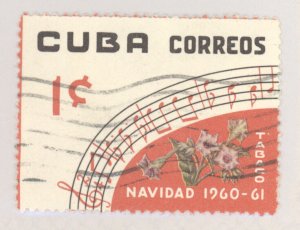 CUBA CORREOS
1¢
TABACO
NAVIDAD 1960-61